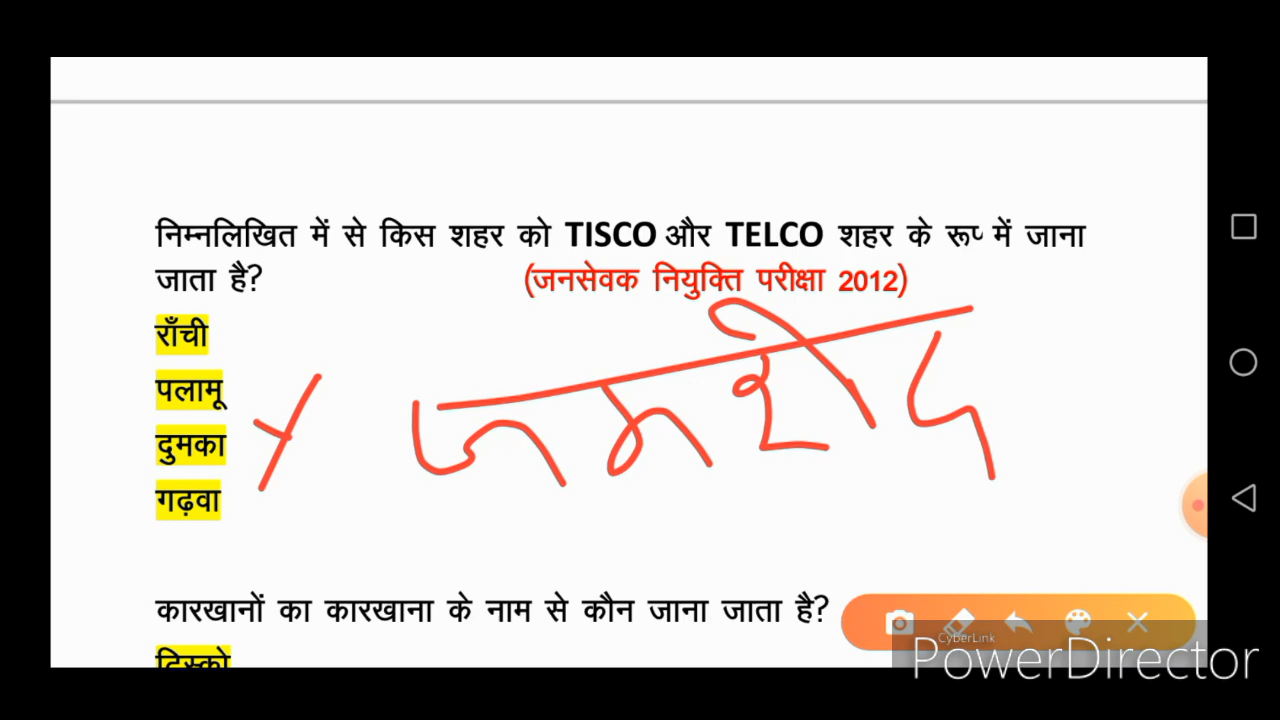 निम्नलिखित में से किस शहर को TISCO और TELCO शहर के रूप में जाना
जाता है? (जनसेवक नियुक्ति परीक्षा 2012)
राँची
पलामू
दुमका
गढ़वा
जमशेद
कारखानों का कारखाना के नाम से कौन जाना जाता है?
टिस्को
CyberLink
PowerDirector